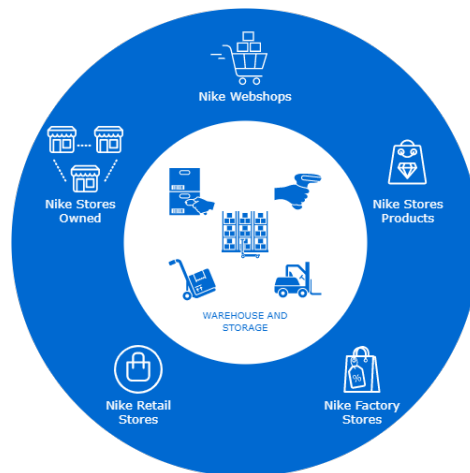 Nike Webshops
Nike Stores
Owned
Nike Stores
Products
WAREHOUSE AND
STORAGE
Nike Retail
Stores
%
Nike Factory
Stores